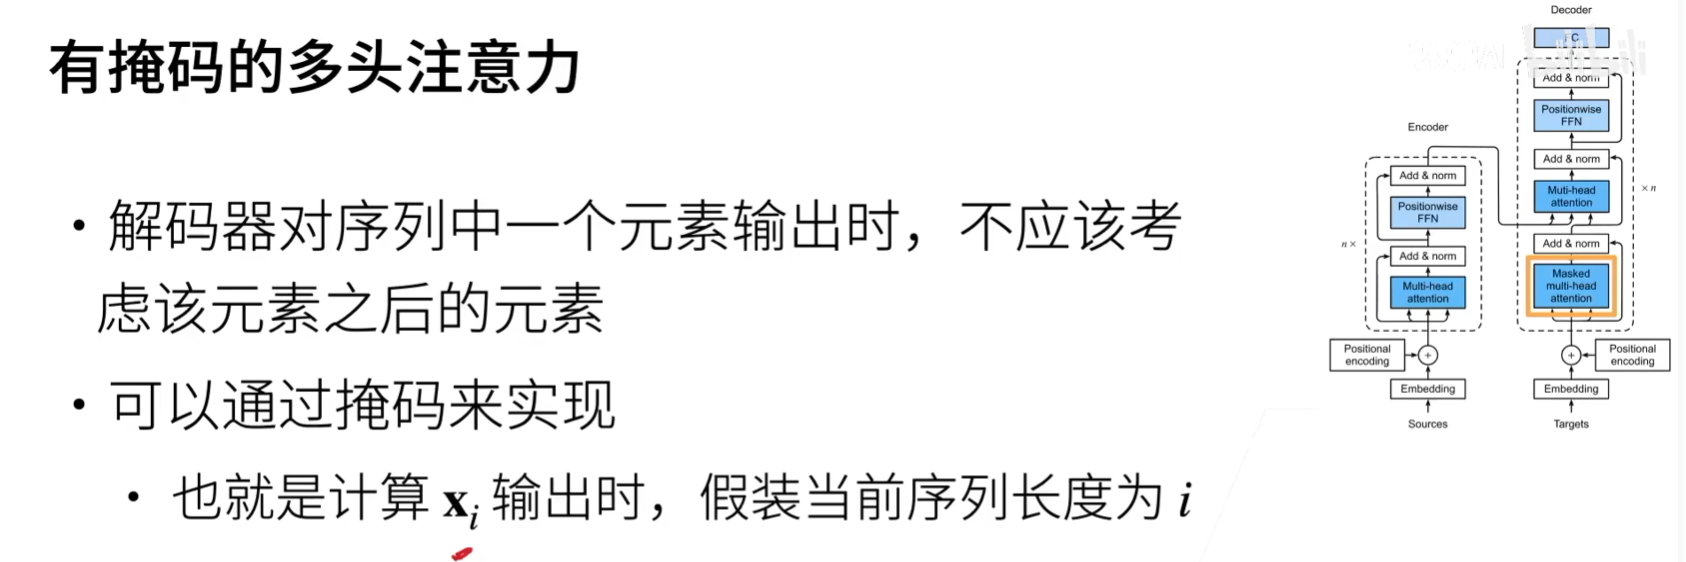 有掩码的多头注意力
• 解码器对序列中一个元素输出时，不应该考
虑该元素之后的元素
• 可以通过掩码来实现
• 也就是计算 xᵢ 输出时，假装当前序列长度为 i
Encoder
Add & norm
Positionwise
FFN
Add & norm
Multi-head
attention
n ×
Positional
encoding
+
Embedding
Sources
Decoder
Add & norm
Positionwise
FFN
Add & norm
Muti-head
attention
× n
Add & norm
Masked
multi-head
attention
+
Positional
encoding
Embedding
Targets